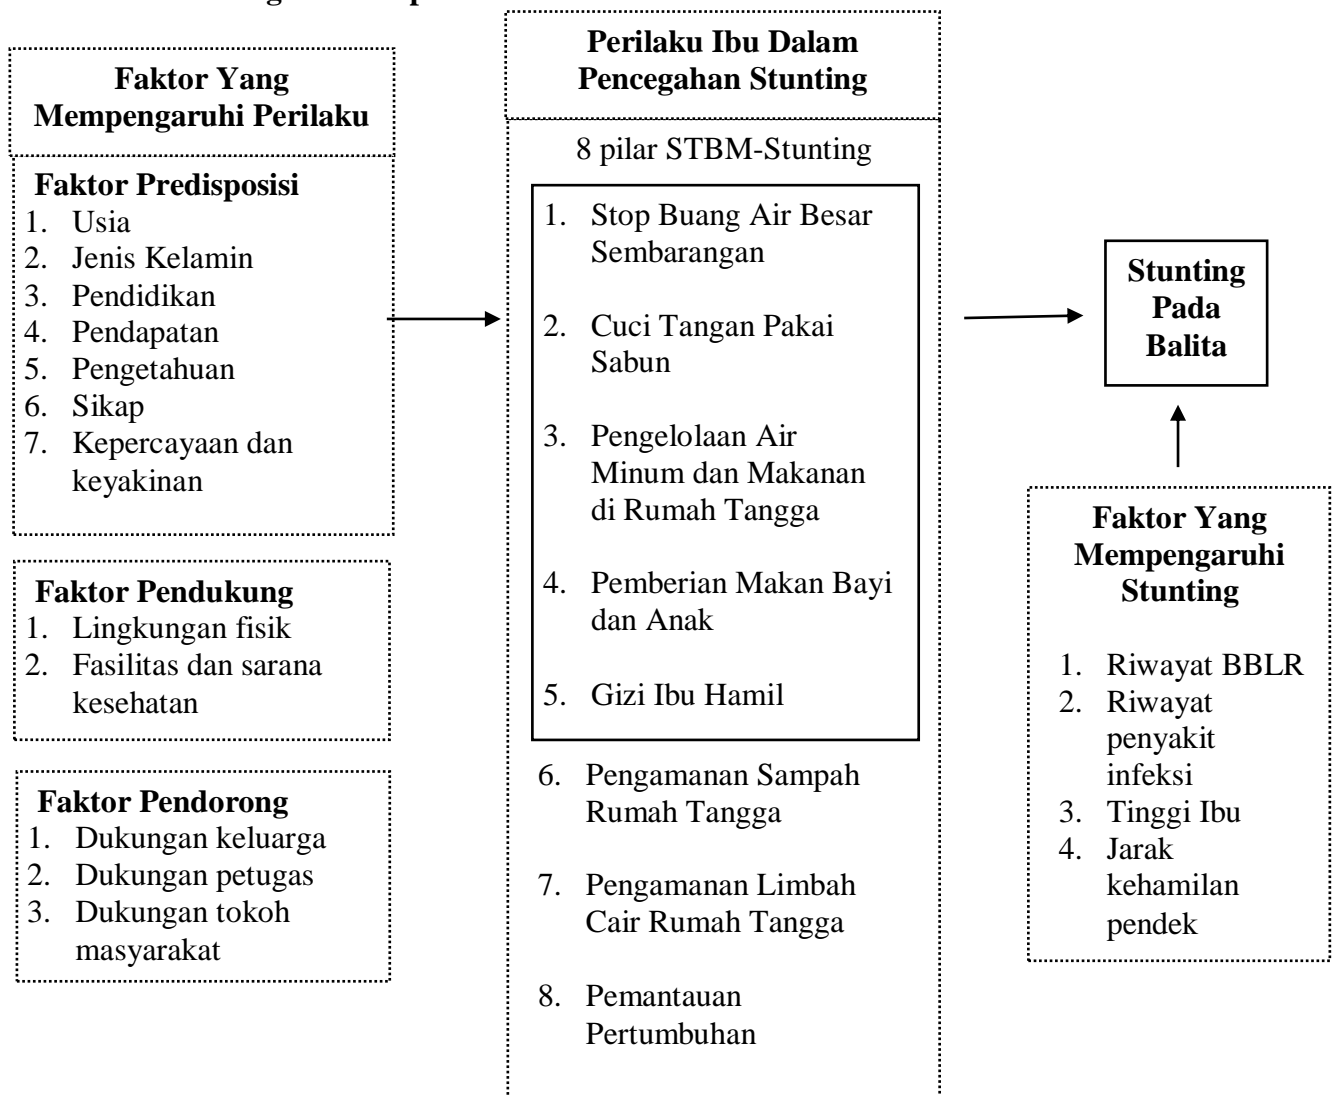 Faktor Yang
Mempengaruhi Perilaku
Faktor Predisposisi
1. Usia
2. Jenis Kelamin
3. Pendidikan
4. Pendapatan
5. Pengetahuan
6. Sikap
7. Kepercayaan dan
keyakinan
Faktor Pendukung
1. Lingkungan fisik
2. Fasilitas dan sarana
kesehatan
Faktor Pendorong
1. Dukungan keluarga
2. Dukungan petugas
3. Dukungan tokoh
masyarakat
Perilaku Ibu Dalam
Pencegahan Stunting
8 pilar STBM-Stunting
1. Stop Buang Air Besar
Sembarangan
2. Cuci Tangan Pakai
Sabun
3. Pengelolaan Air
Minum dan Makanan
di Rumah Tangga
4. Pemberian Makan Bayi
dan Anak
5. Gizi Ibu Hamil
6. Pengamanan Sampah
Rumah Tangga
7. Pengamanan Limbah
Cair Rumah Tangga
8. Pemantauan
Pertumbuhan
Stunting
Pada
Balita
Faktor Yang
Mempengaruhi
Stunting
1. Riwayat BBLR
2. Riwayat
penyakit
infeksi
3. Tinggi Ibu
4. Jarak
kehamilan
pendek